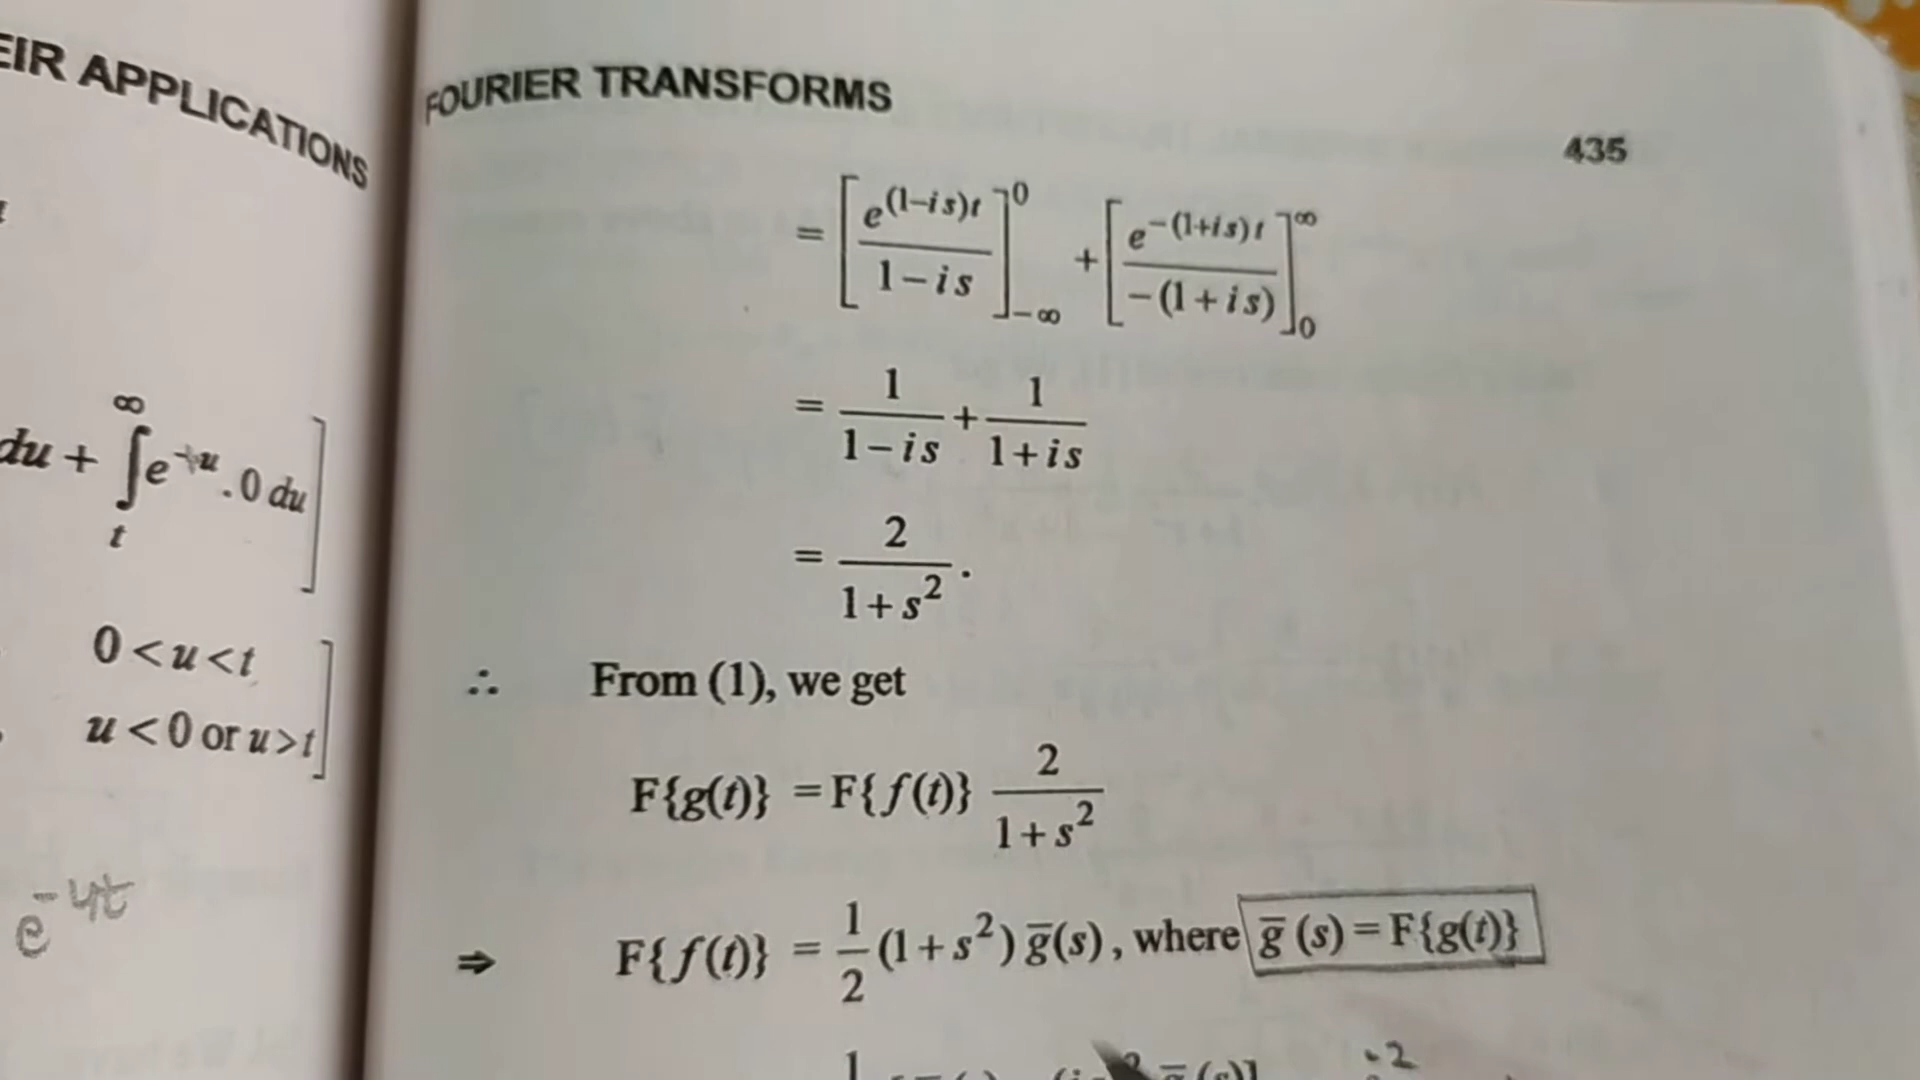 EIR APPLICATIONS
du + ∫_t^∞ e^{-u} . 0 du ]
0 < u < t
u < 0 or u > t ]
e^{-4t}
FOURIER TRANSFORMS
435
= [ e^{(1-is)t} / (1-is) ]_{-∞}^{0} + [ e^{-(1+is)t} / -(1+is) ]_0^∞
= 1/(1-is) + 1/(1+is)
= 2/(1+s^2) .
∴ From (1), we get
F{g(t)} = F{f(t)} 2/(1+s^2)
⇒ F{f(t)} = 1/2 (1+s^2) g̅(s), where g̅(s) = F{g(t)}